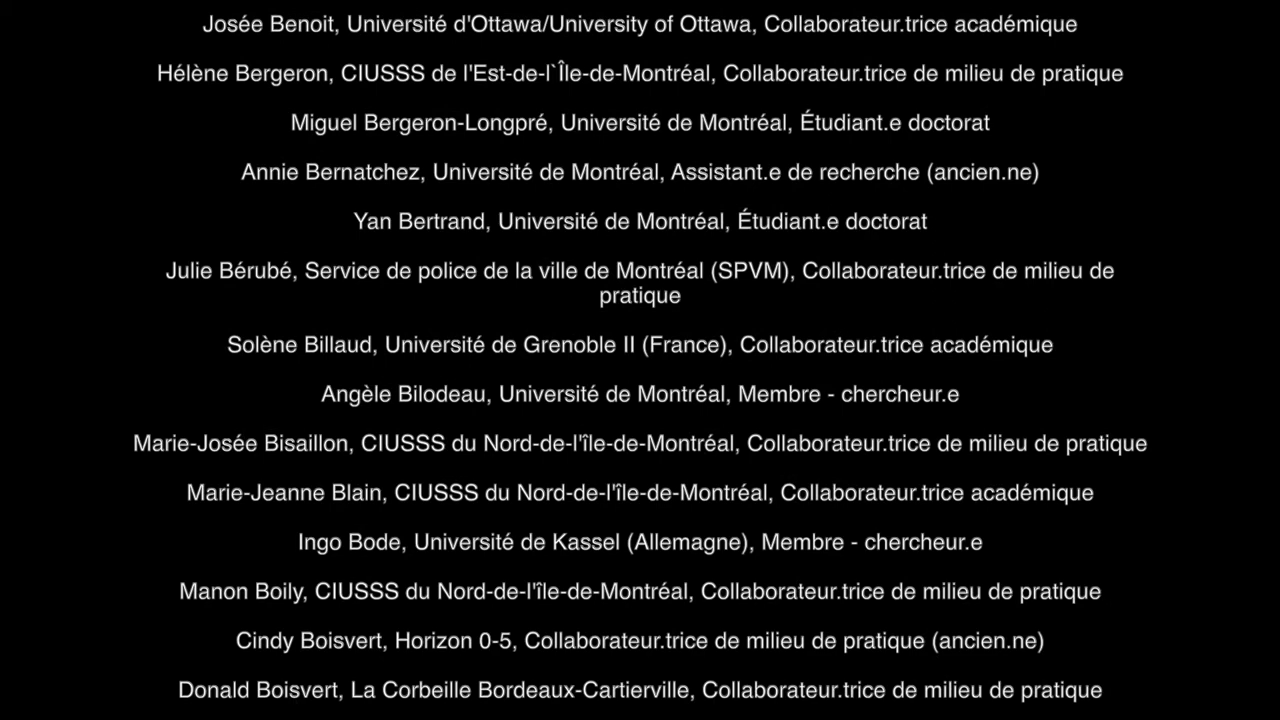 Josée Benoit, Université d'Ottawa/University of Ottawa, Collaborateur.trice académique
Hélène Bergeron, CIUSSS de l'Est-de-l`Île-de-Montréal, Collaborateur.trice de milieu de pratique
Miguel Bergeron-Longpré, Université de Montréal, Étudiant.e doctorat
Annie Bernatchez, Université de Montréal, Assistant.e de recherche (ancien.ne)
Yan Bertrand, Université de Montréal, Étudiant.e doctorat
Julie Bérubé, Service de police de la ville de Montréal (SPVM), Collaborateur.trice de milieu de
pratique
Solène Billaud, Université de Grenoble II (France), Collaborateur.trice académique
Angèle Bilodeau, Université de Montréal, Membre - chercheur.e
Marie-Josée Bisaillon, CIUSSS du Nord-de-l'île-de-Montréal, Collaborateur.trice de milieu de pratique
Marie-Jeanne Blain, CIUSSS du Nord-de-l'île-de-Montréal, Collaborateur.trice académique
Ingo Bode, Université de Kassel (Allemagne), Membre - chercheur.e
Manon Boily, CIUSSS du Nord-de-l'île-de-Montréal, Collaborateur.trice de milieu de pratique
Cindy Boisvert, Horizon 0-5, Collaborateur.trice de milieu de pratique (ancien.ne)
Donald Boisvert, La Corbeille Bordeaux-Cartierville, Collaborateur.trice de milieu de pratique